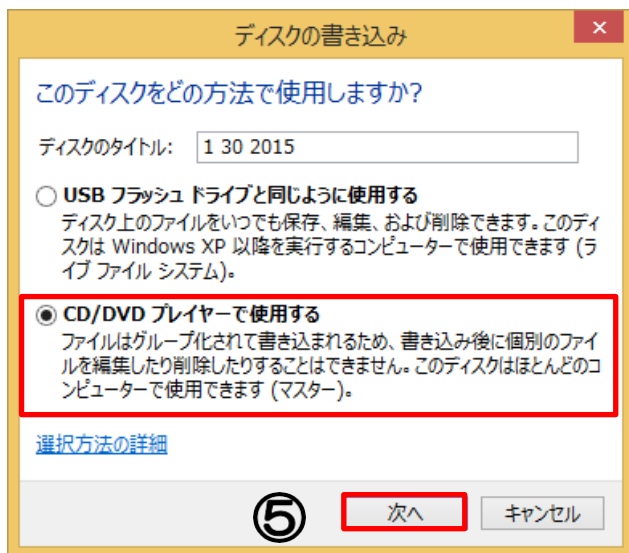 ディスクの書き込み
×
このディスクをどの方法で使用しますか?
ディスクのタイトル: 1 30 2015
USB フラッシュ ドライブと同じように使用する
ディスク上のファイルをいつでも保存、編集、および削除できます。このディ
スクは Windows XP 以降を実行するコンピューターで使用できます (ラ
イブ ファイル システム)。
CD/DVD プレイヤーで使用する
ファイルはグループ化されて書き込まれるため、書き込み後に個別のファイ
ルを編集したり削除したりすることはできません。このディスクはほとんどのコ
ンピューターで使用できます (マスター)。
選択方法の詳細
⑤ 次へ キャンセル